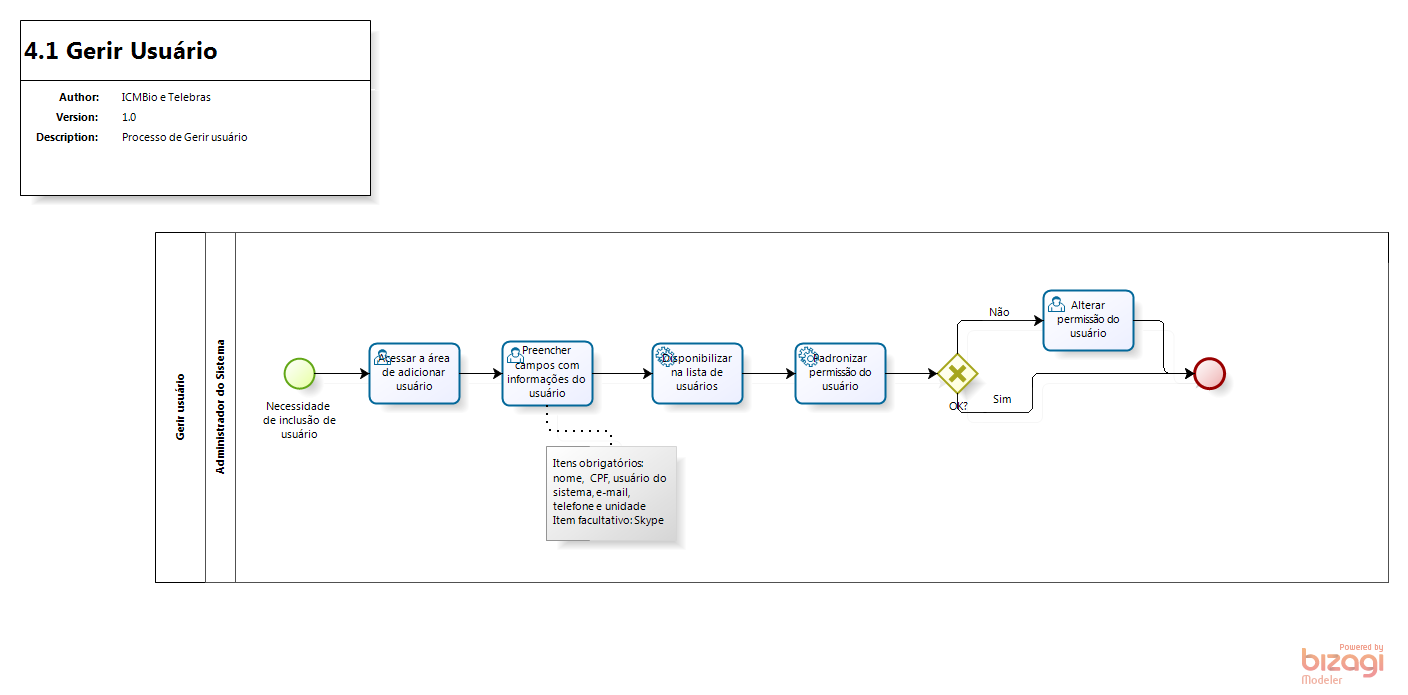 4.1 Gerir Usuário
Author: ICMBio e Telebras
Version: 1.0
Description: Processo de Gerir usuário
Gerir usuário
Administrador do Sistema
Necessidade
de inclusão de
usuário
Acessar a área
de adicionar
usuário
Preencher
campos com
informações do
usuário
Itens obrigatórios:
nome, CPF, usuário do
sistema, e-mail,
telefone e unidade
Item facultativo: Skype
Disponibilizar
na lista de
usuários
Padronizar
permissão do
usuário
OK?
Não
Sim
Alterar
permissão do
usuário
Powered by
bizagi
Modeler